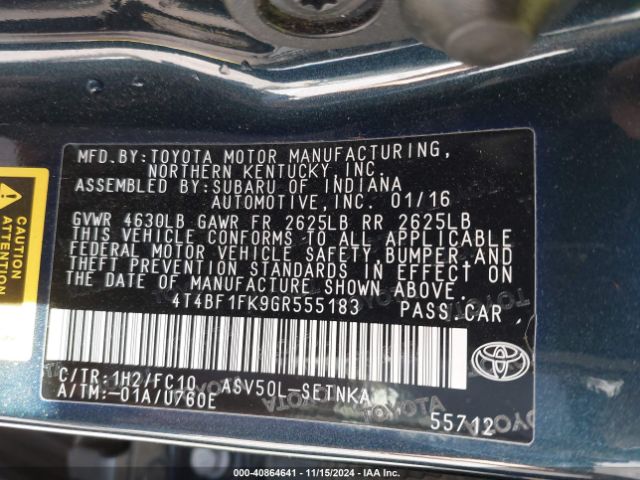 MFD.BY:TOYOTA MOTOR MANUFACTURING,
NORTHERN KENTUCKY,INC.
ASSEMBLED BY:SUBARU OF INDIANA
AUTOMOTIVE, INC. 01/16
GVWR 4630LB GAWR FR 2625LB RR 2625LB
THIS VEHICLE CONFORMS TO ALL APPLICABLE
FEDERAL MOTOR VEHICLE SAFETY,BUMPER,AND
THEFT PREVENTION STANDARDS IN EFFECT ON
THE DATE OF MANUFACTURE SHOWN ABOVE.
4T4BF1FK9GR555183 PASS.CAR
C/TR:1H2/FC10 ASV50L-SETNKA
A/TM:-01A/U760E
55712
TOYOTA
CAUTION
ATTENTION
000-40864641 - 11/15/2024 - IAA Inc.